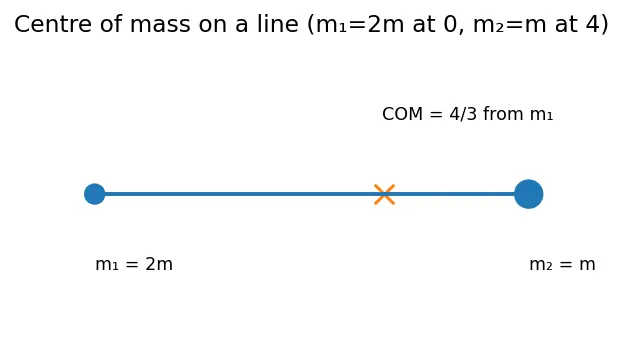 Centre of mass on a line (m₁=2m at 0, m₂=m at 4)
COM = 4/3 from m₁
m₁ = 2m
m₂ = m